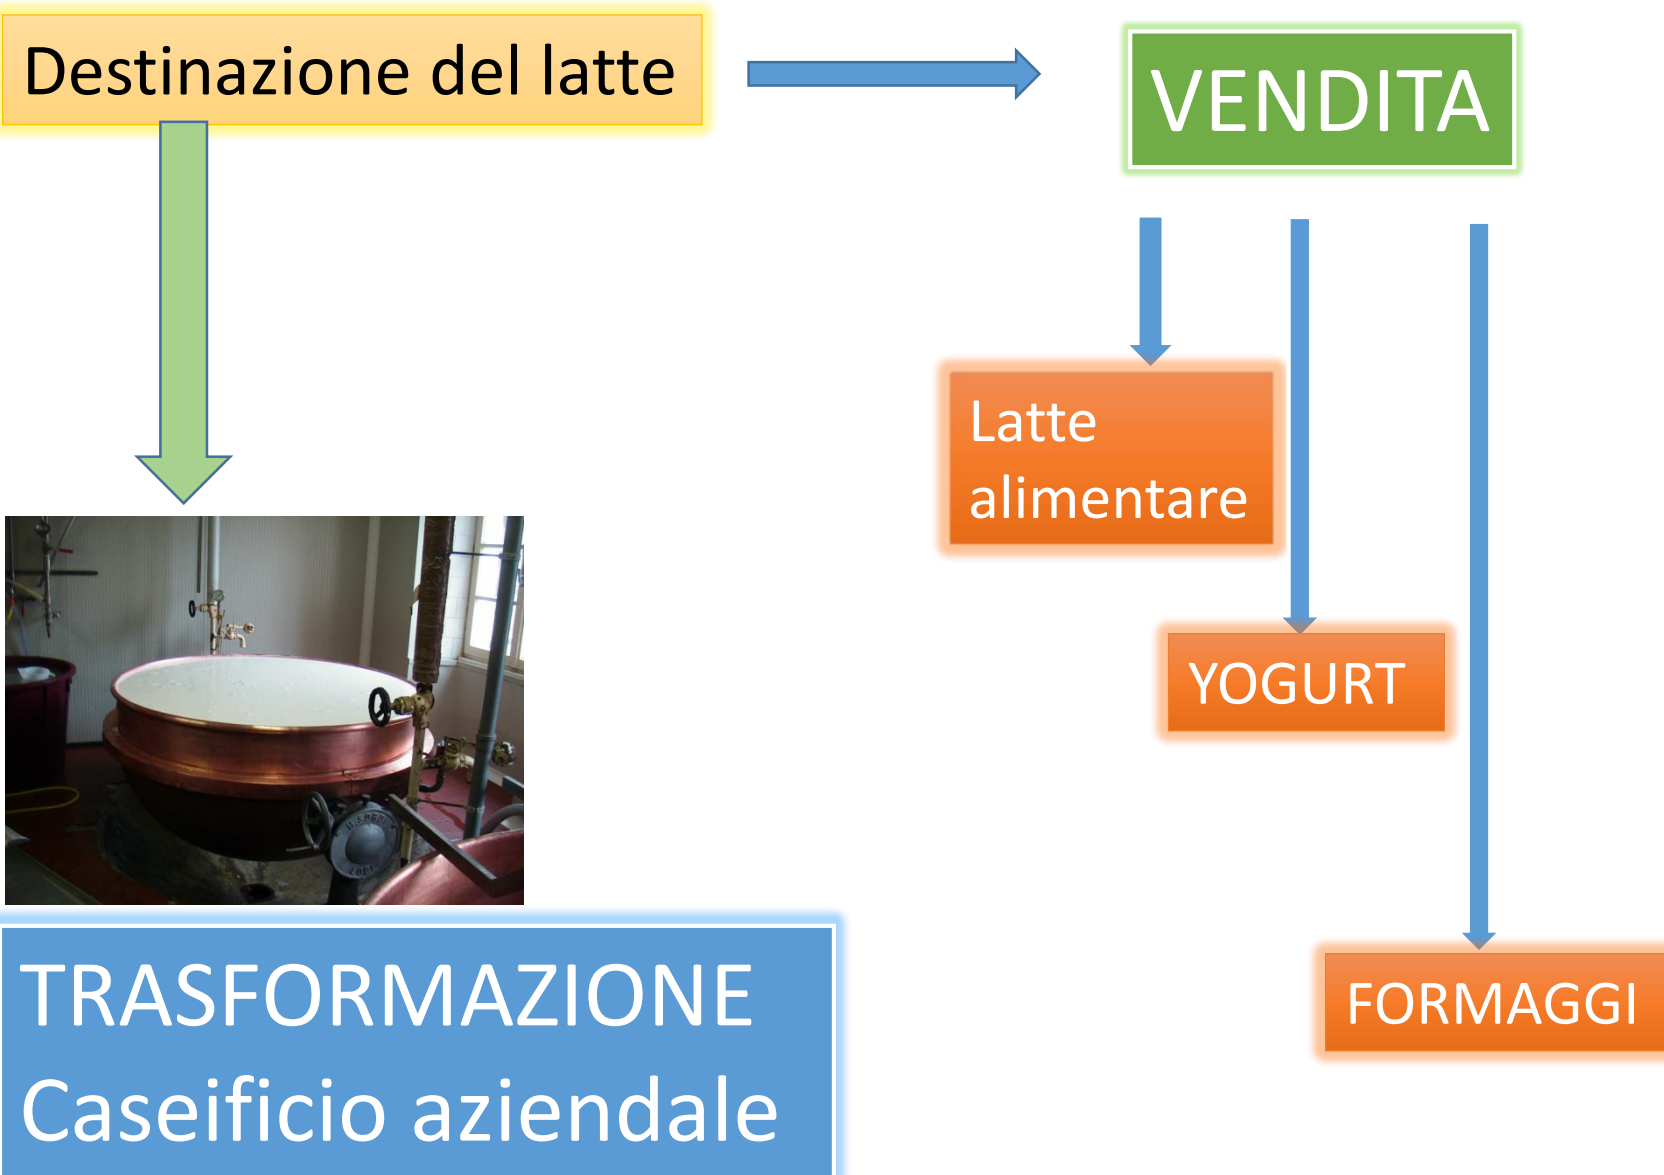 Destinazione del latte
VENDITA
Latte
alimentare
YOGURT
FORMAGGI
TRASFORMAZIONE
Caseificio aziendale